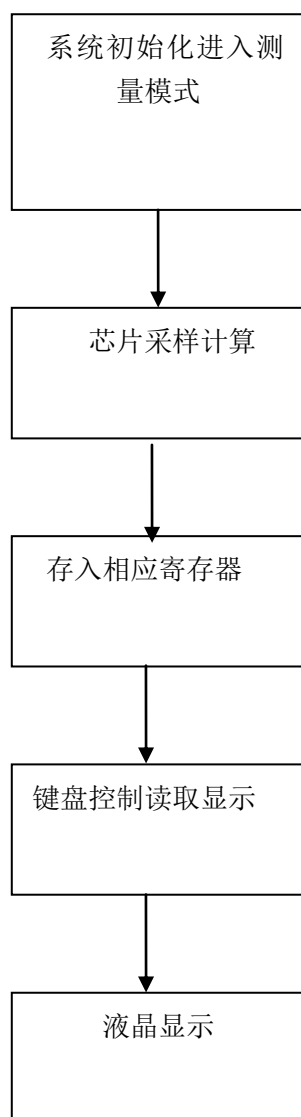 系统初始化进入测
量模式
芯片采样计算
存入相应寄存器
键盘控制读取显示
液晶显示